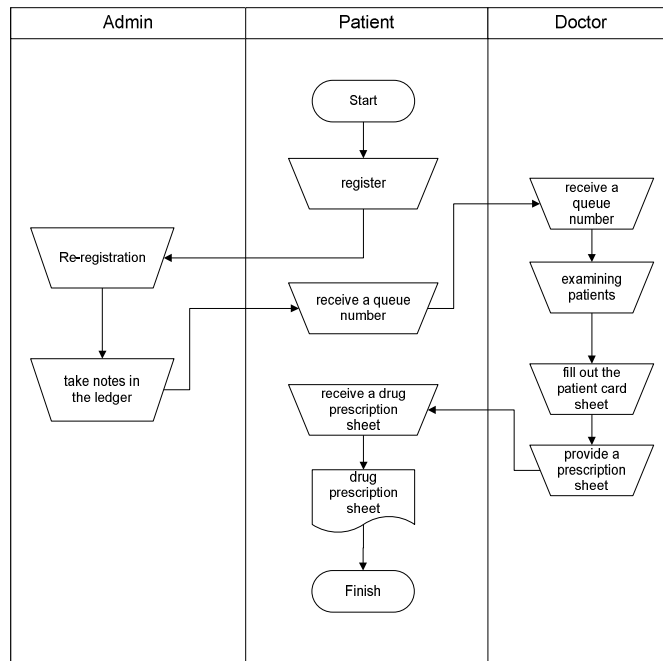 Admin
Patient
Doctor
Start
register
Re-registration
take notes in
the ledger
receive a queue
number
receive a
queue
number
examining
patients
fill out the
patient card
sheet
provide a
prescription
sheet
receive a drug
prescription
sheet
drug
prescription
sheet
Finish